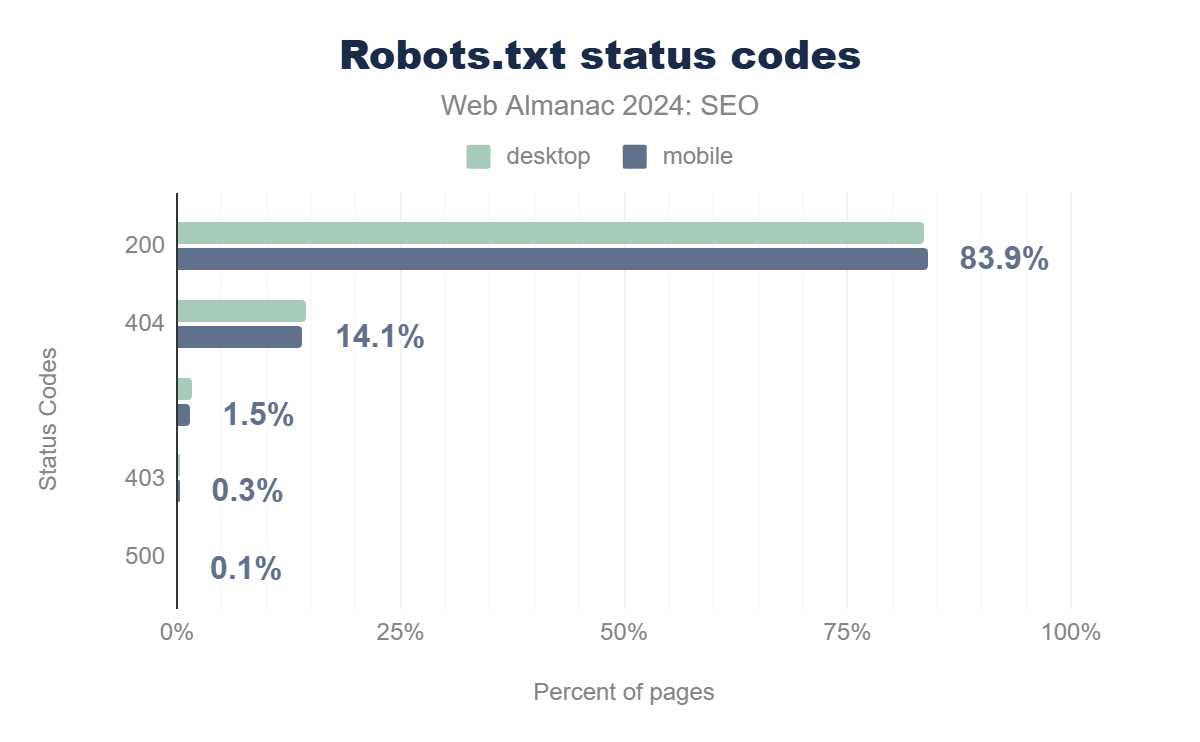 Robots.txt status codes
Web Almanac 2024: SEO
desktop mobile
200 83.9%
404 14.1%
1.5%
403 0.3%
500 0.1%
Status Codes
0% 25% 50% 75% 100%
Percent of pages